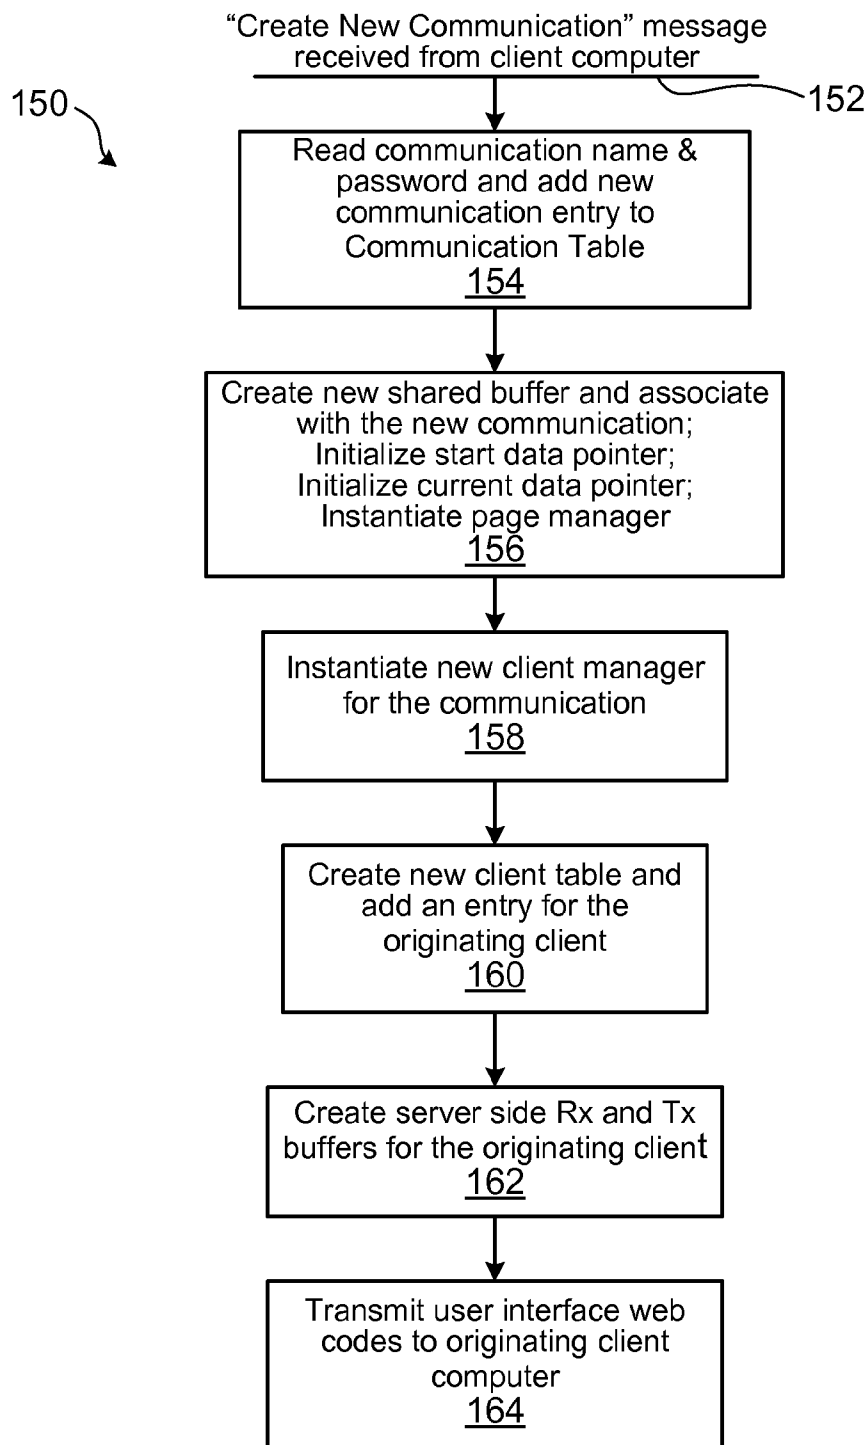 “Create New Communication” message
received from client computer
150
152
Read communication name &
password and add new
communication entry to
Communication Table
154
Create new shared buffer and associate
with the new communication;
Initialize start data pointer;
Initialize current data pointer;
Instantiate page manager
156
Instantiate new client manager
for the communication
158
Create new client table and
add an entry for the
originating client
160
Create server side Rx and Tx
buffers for the originating client
162
Transmit user interface web
codes to originating client
computer
164